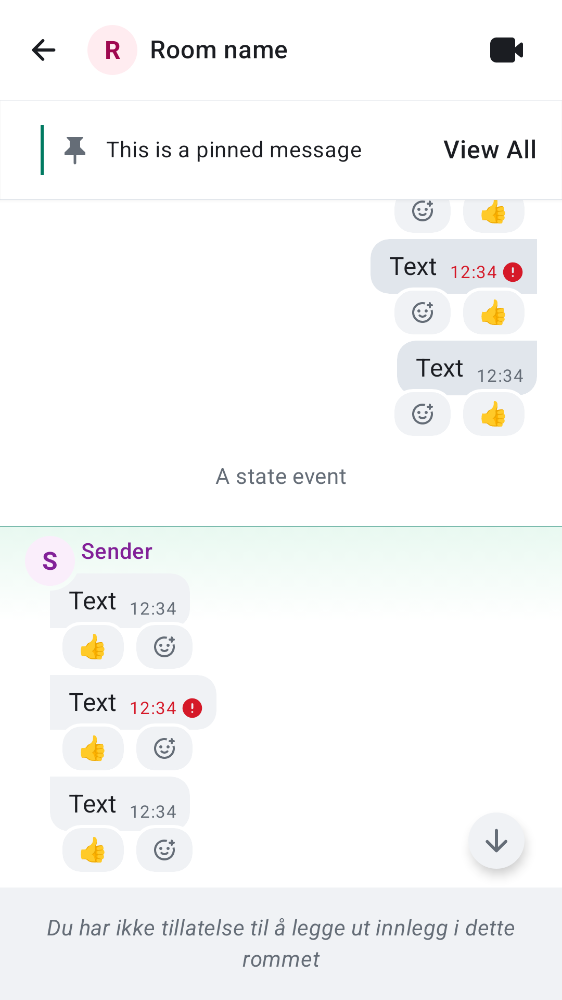 R Room name
This is a pinned message View All
👍
Text 12:34
👍
Text 12:34
👍
A state event
S Sender
Text 12:34
👍
Text 12:34
👍
Text 12:34
👍
Du har ikke tillatelse til å legge ut innlegg i dette
rommet